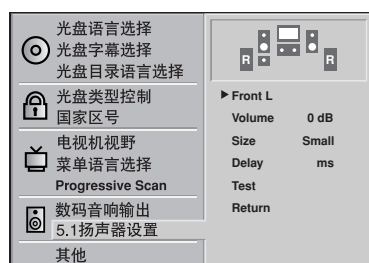 光盘语言选择
光盘字幕选择
光盘目录语言选择
光盘类型控制
国家区号
电视机视野
菜单语言选择
Progressive Scan
数码音响输出
5.1扬声器设置
其他
R
R
Front L
Volume 0 dB
Size Small
Delay ms
Test
Return